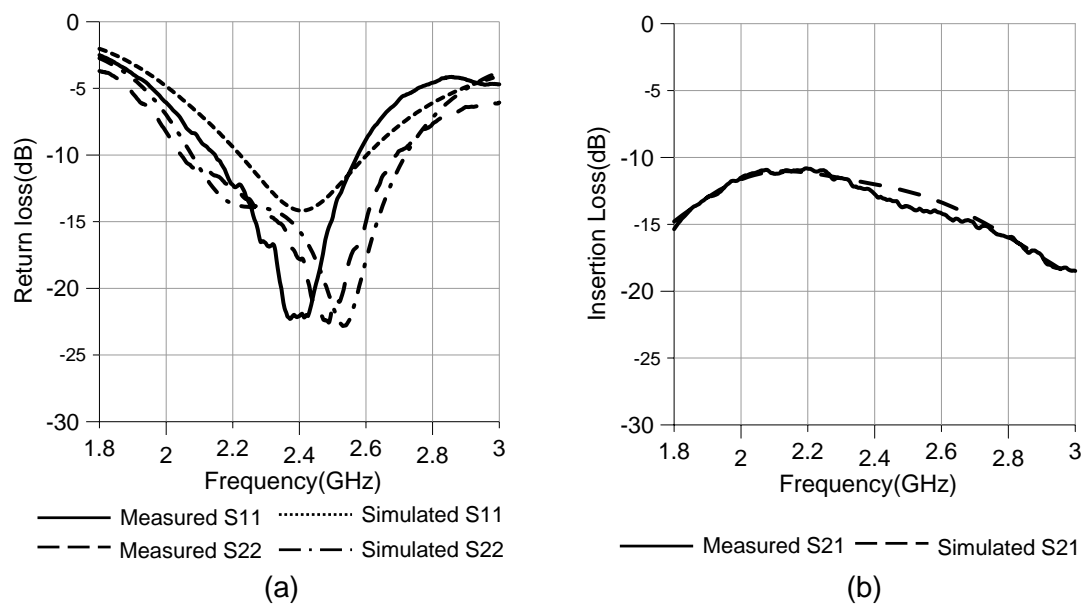 0
-5
-10
-15
-20
-25
-30
Return loss(dB)
1.8
2
2.2
2.4
2.6
2.8
3
Frequency(GHz)
Measured S11
Simulated S11
Measured S22
Simulated S22
(a)
0
-5
-10
-15
-20
-25
-30
Insertion Loss(dB)
1.8
2
2.2
2.4
2.6
2.8
3
Frequency(GHz)
Measured S21
Simulated S21
(b)